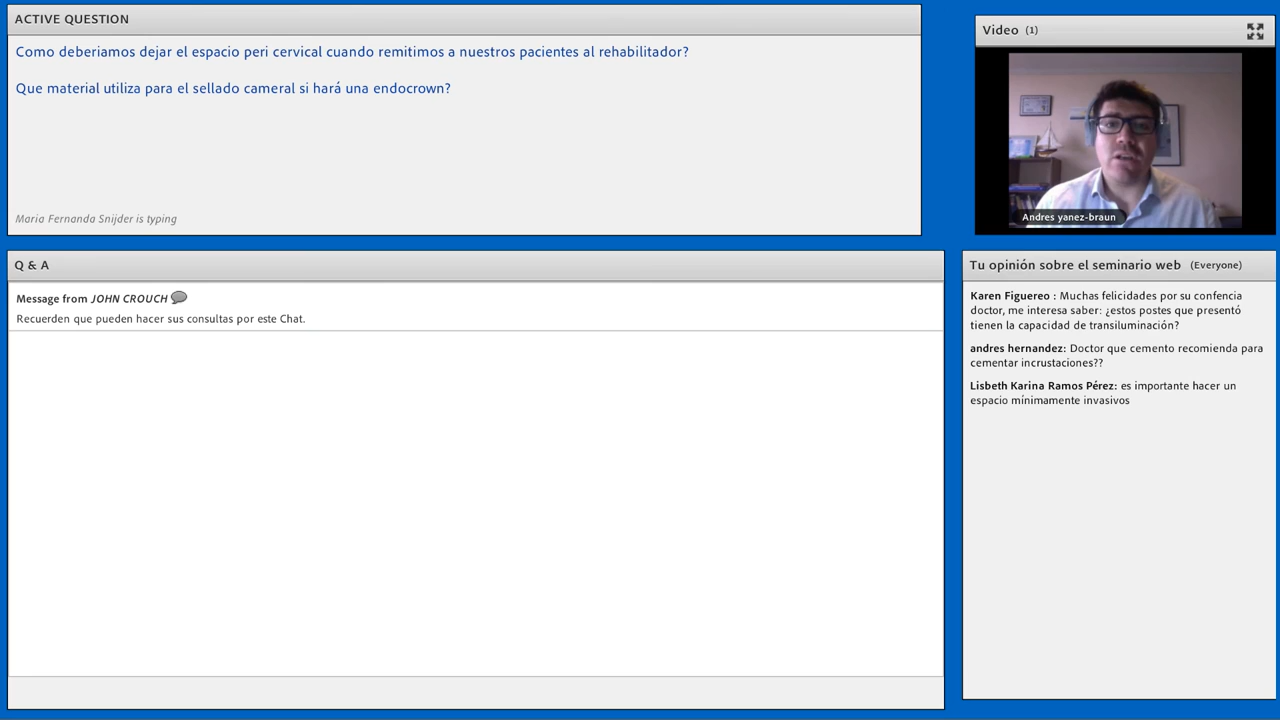 ACTIVE QUESTION
Como deberiamos dejar el espacio peri cervical cuando remitimos a nuestros pacientes al rehabilitador?
Que material utiliza para el sellado cameral si hará una endocrown?
Maria Fernanda Snijder is typing
Video (1)
Andres yanez-braun
Q & A
Message from JOHN CROUCH
Recuerden que pueden hacer sus consultas por este Chat.
Tu opinión sobre el seminario web (Everyone)
Karen Figuereo : Muchas felicidades por su confencia
doctor, me interesa saber: ¿estos postes que presentó
tienen la capacidad de transiluminación?
andres hernandez: Doctor que cemento recomienda para
cementar incrustaciones??
Lisbeth Karina Ramos Pérez: es importante hacer un
espacio mínimamente invasivos